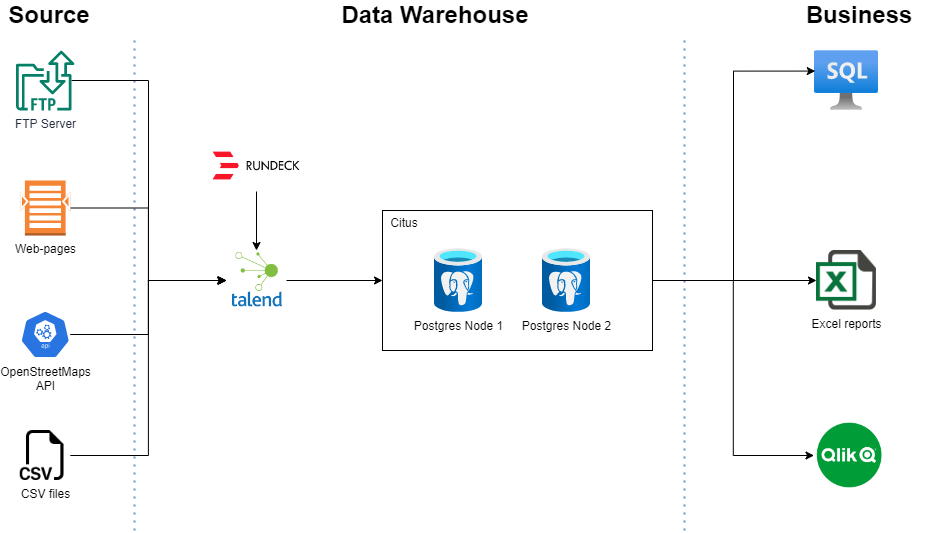 Source
Data Warehouse
Business
FTP
FTP Server
SQL
RUNDECK
Web-pages
Citus
talend
Postgres Node 1
Postgres Node 2
X
Excel reports
api
OpenStreetMaps
API
CSV
CSV files
Qlik